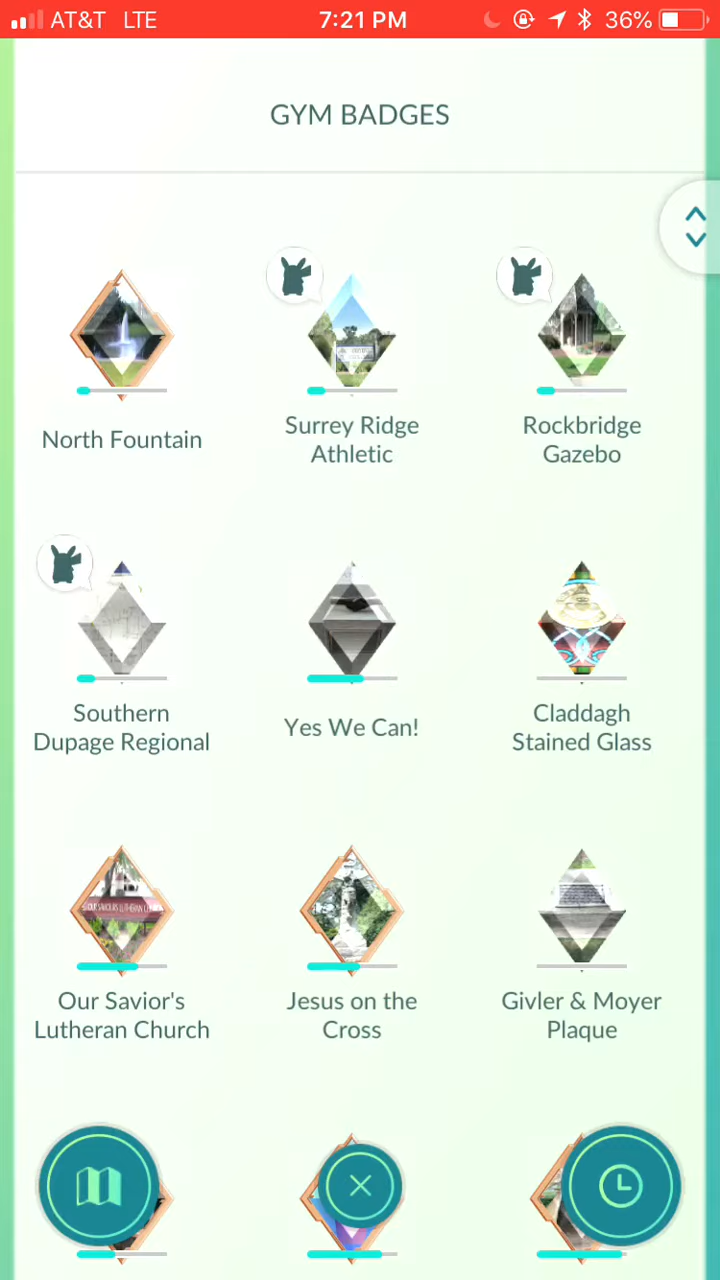 AT&T LTE 7:21 PM 36%
GYM BADGES
North Fountain
Surrey Ridge
Athletic
Rockbridge
Gazebo
Southern
Dupage Regional
Yes We Can!
Claddagh
Stained Glass
Our Savior's
Lutheran Church
Jesus on the
Cross
Givler & Moyer
Plaque